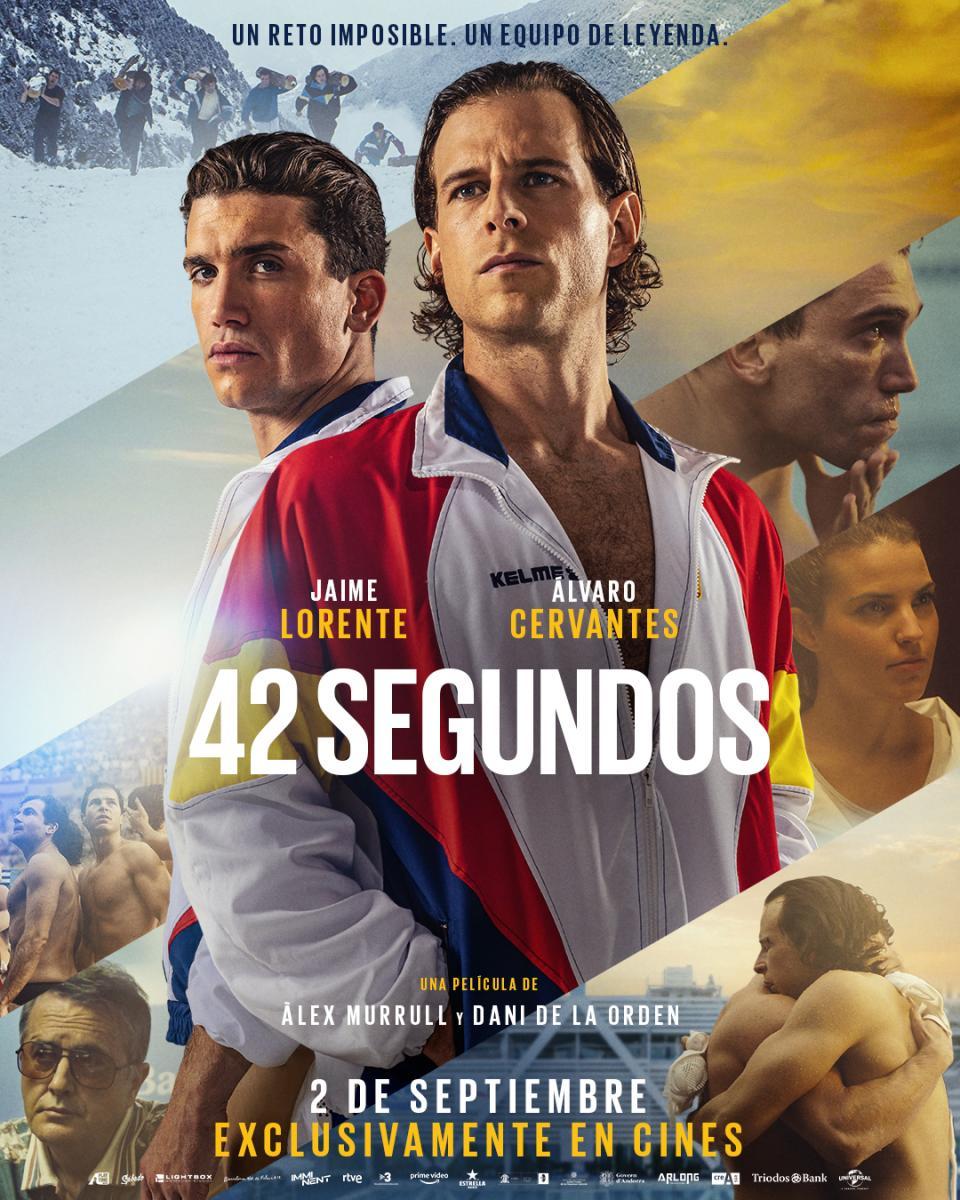 UN RETO IMPOSIBLE. UN EQUIPO DE LEYENDA.
KELME
JAIME
LORENTE
ÁLVARO
CERVANTES
42 SEGUNDOS
UNA PELÍCULA DE
ÀLEX MURRULL Y DANI DE LA ORDEN
2 DE SEPTIEMBRE
EXCLUSIVAMENTE EN CINES
LIGHTBOX
IMMINENT
rtve
prime video
ESTRELLA
Govern d'Andorra
ARLONG
crea
Triodos Bank
UNIVERSAL